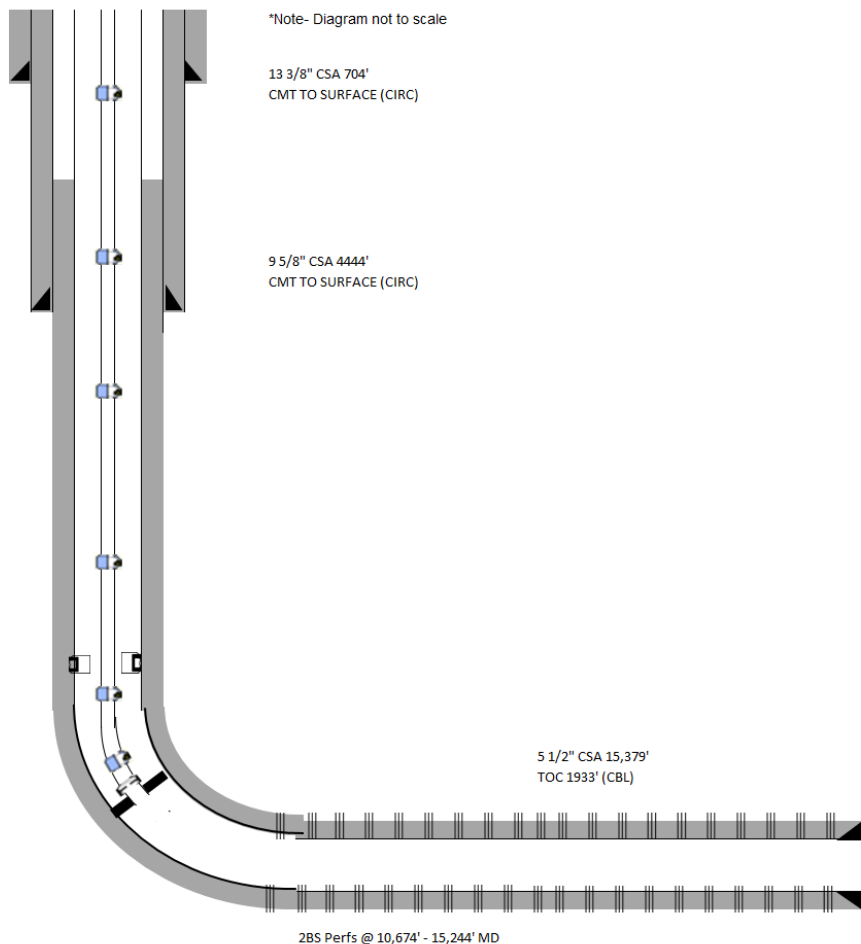 *Note- Diagram not to scale
13 3/8" CSA 704'
CMT TO SURFACE (CIRC)
9 5/8" CSA 4444'
CMT TO SURFACE (CIRC)
5 1/2" CSA 15,379'
TOC 1933' (CBL)
2BS Perfs @ 10,674' - 15,244' MD